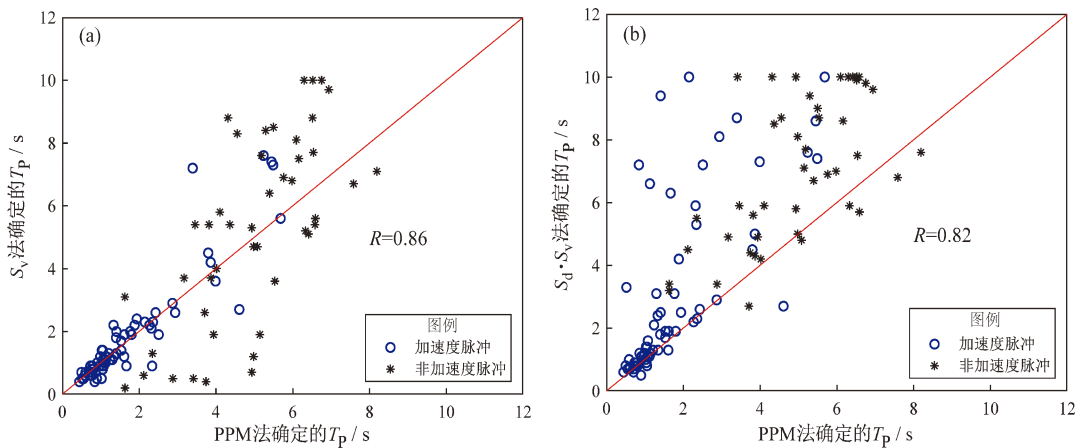 (a)
12
10
8
6
4
2
0
Sv法确定的TP / s
R=0.86
图例
加速度脉冲
非加速度脉冲
0 2 4 6 8 10 12
PPM法确定的TP / s
(b)
12
10
8
6
4
2
0
Sd·Sv法确定的TP / s
R=0.82
图例
加速度脉冲
非加速度脉冲
0 2 4 6 8 10 12
PPM法确定的TP / s